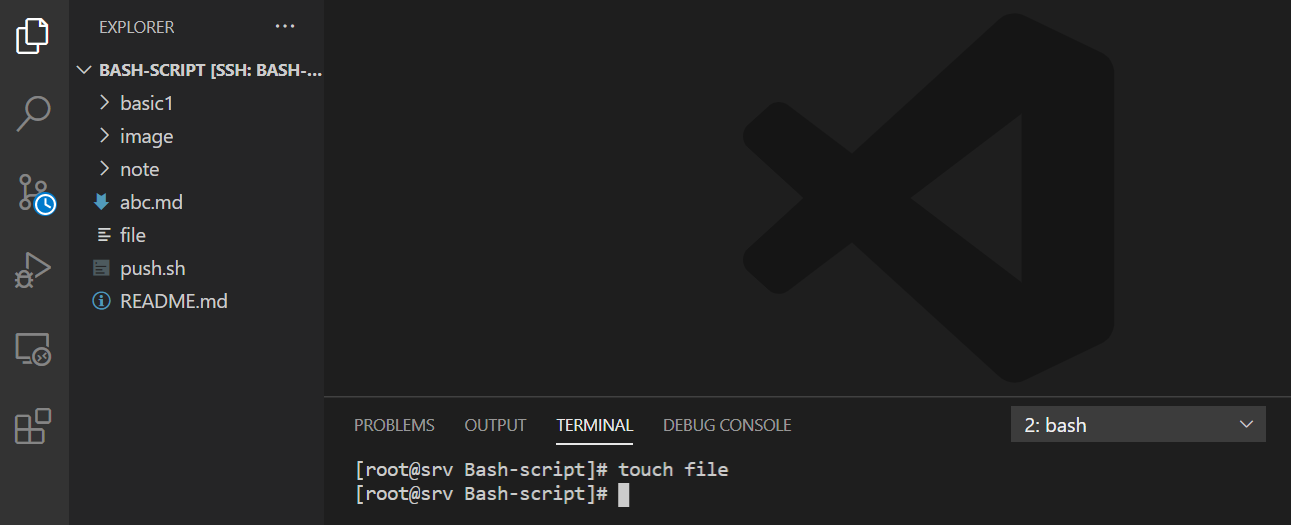 EXPLORER ...
BASH-SCRIPT [SSH: BASH-...
basic1
image
note
abc.md
file
push.sh
README.md
PROBLEMS OUTPUT TERMINAL DEBUG CONSOLE 2: bash
[root@srv Bash-script]# touch file
[root@srv Bash-script]#